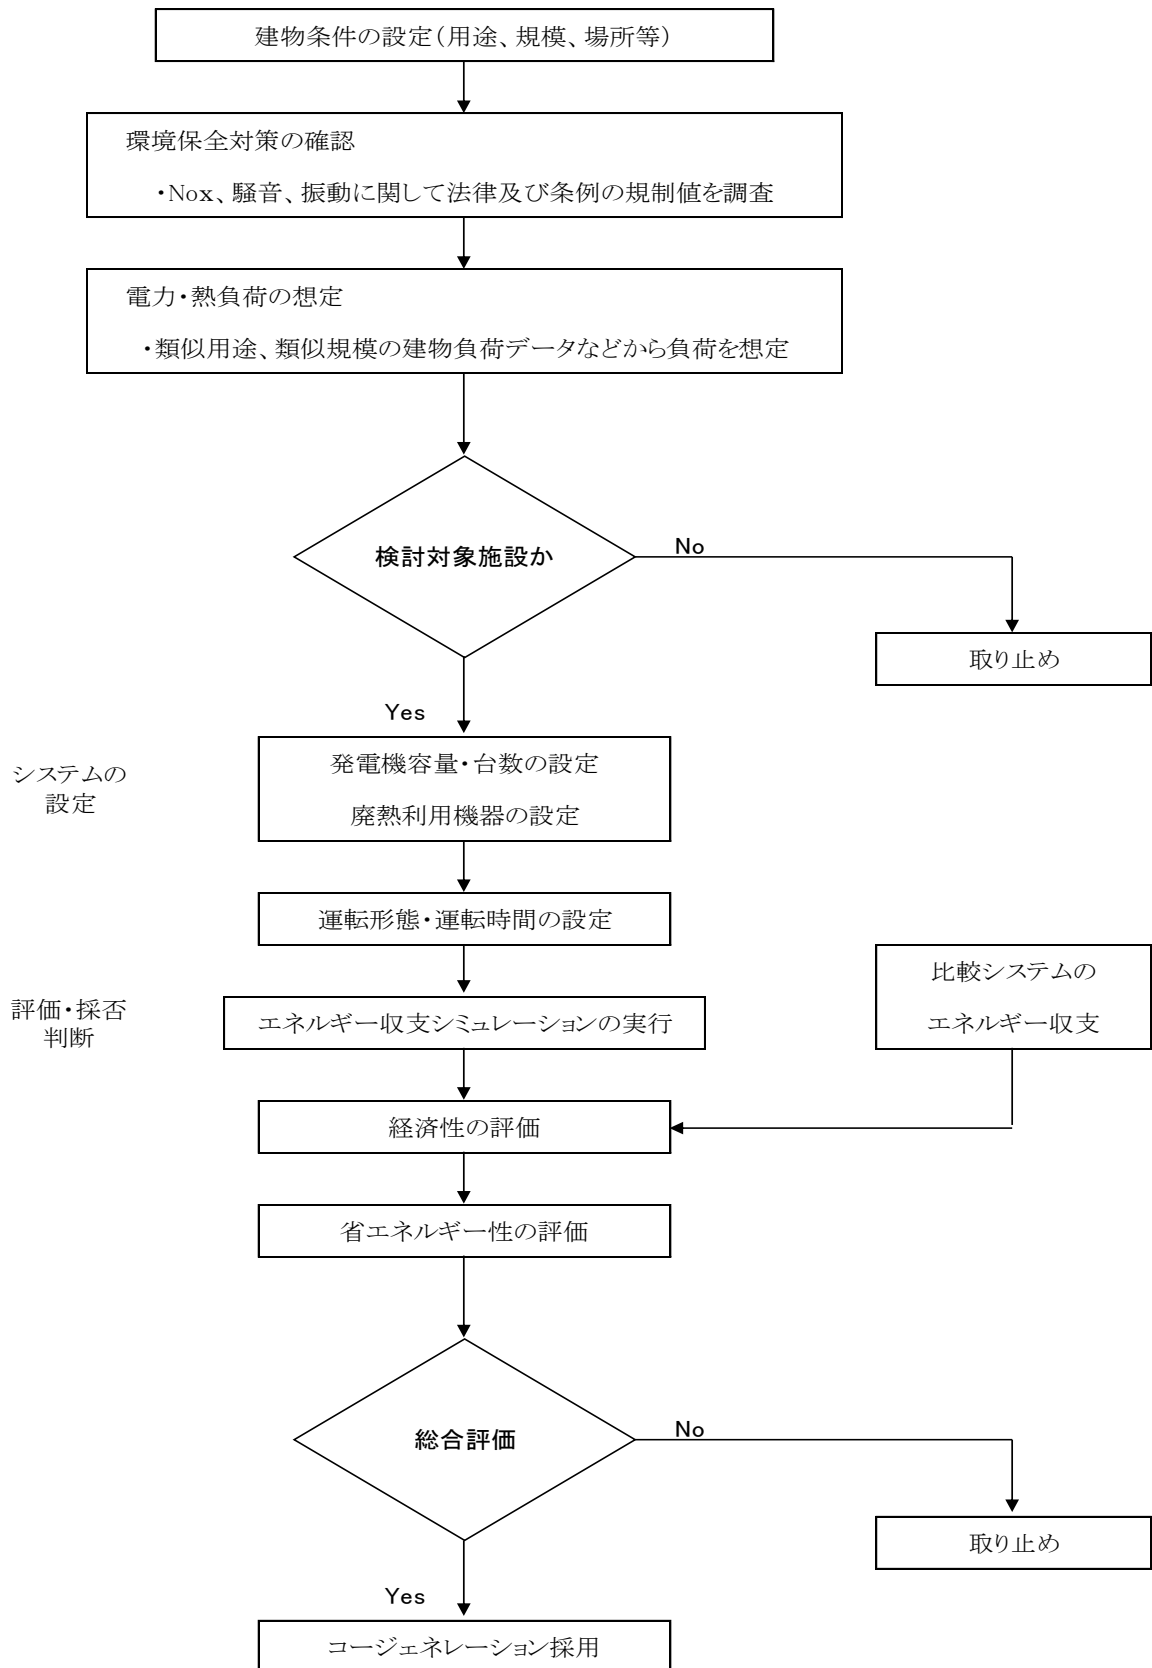 建物条件の設定(用途、規模、場所等)
環境保全対策の確認
・Nox、騒音、振動に関して法律及び条例の規制値を調査
電力・熱負荷の想定
・類似用途、類似規模の建物負荷データなどから負荷を想定
検討対象施設か
No
取り止め
Yes
システムの
設定
発電機容量・台数の設定
廃熱利用機器の設定
運転形態・運転時間の設定
評価・採否
判断
エネルギー収支シミュレーションの実行
比較システムの
エネルギー収支
経済性の評価
省エネルギー性の評価
総合評価
No
取り止め
Yes
コージェネレーション採用